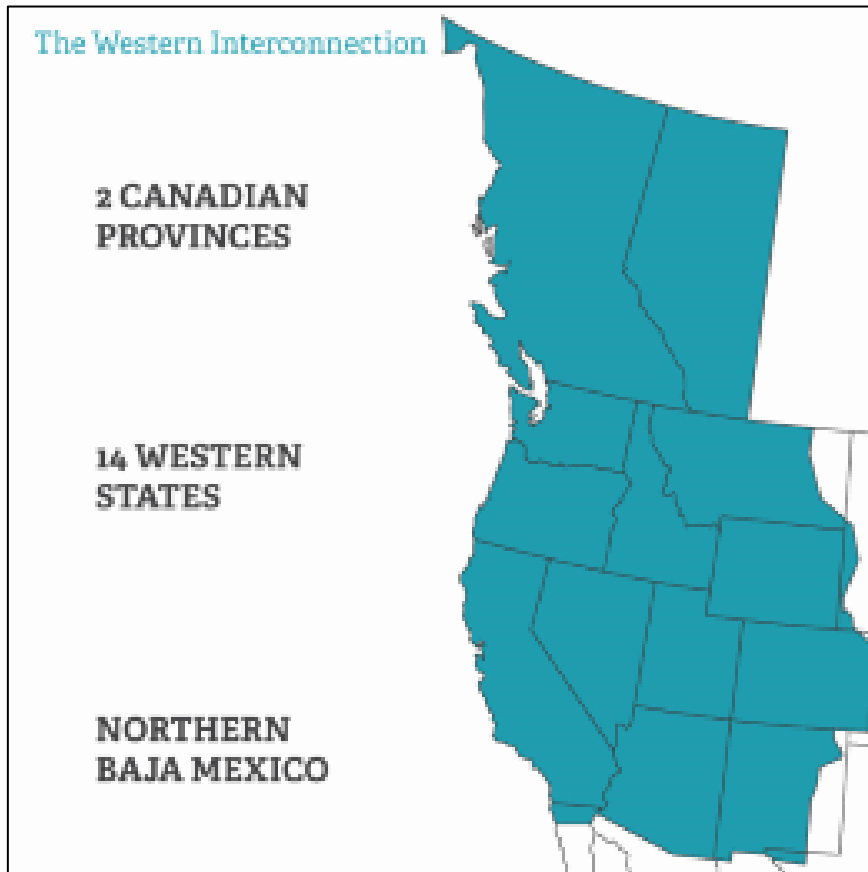 The Western Interconnection
2 CANADIAN
PROVINCES
14 WESTERN
STATES
NORTHERN
BAJA MEXICO